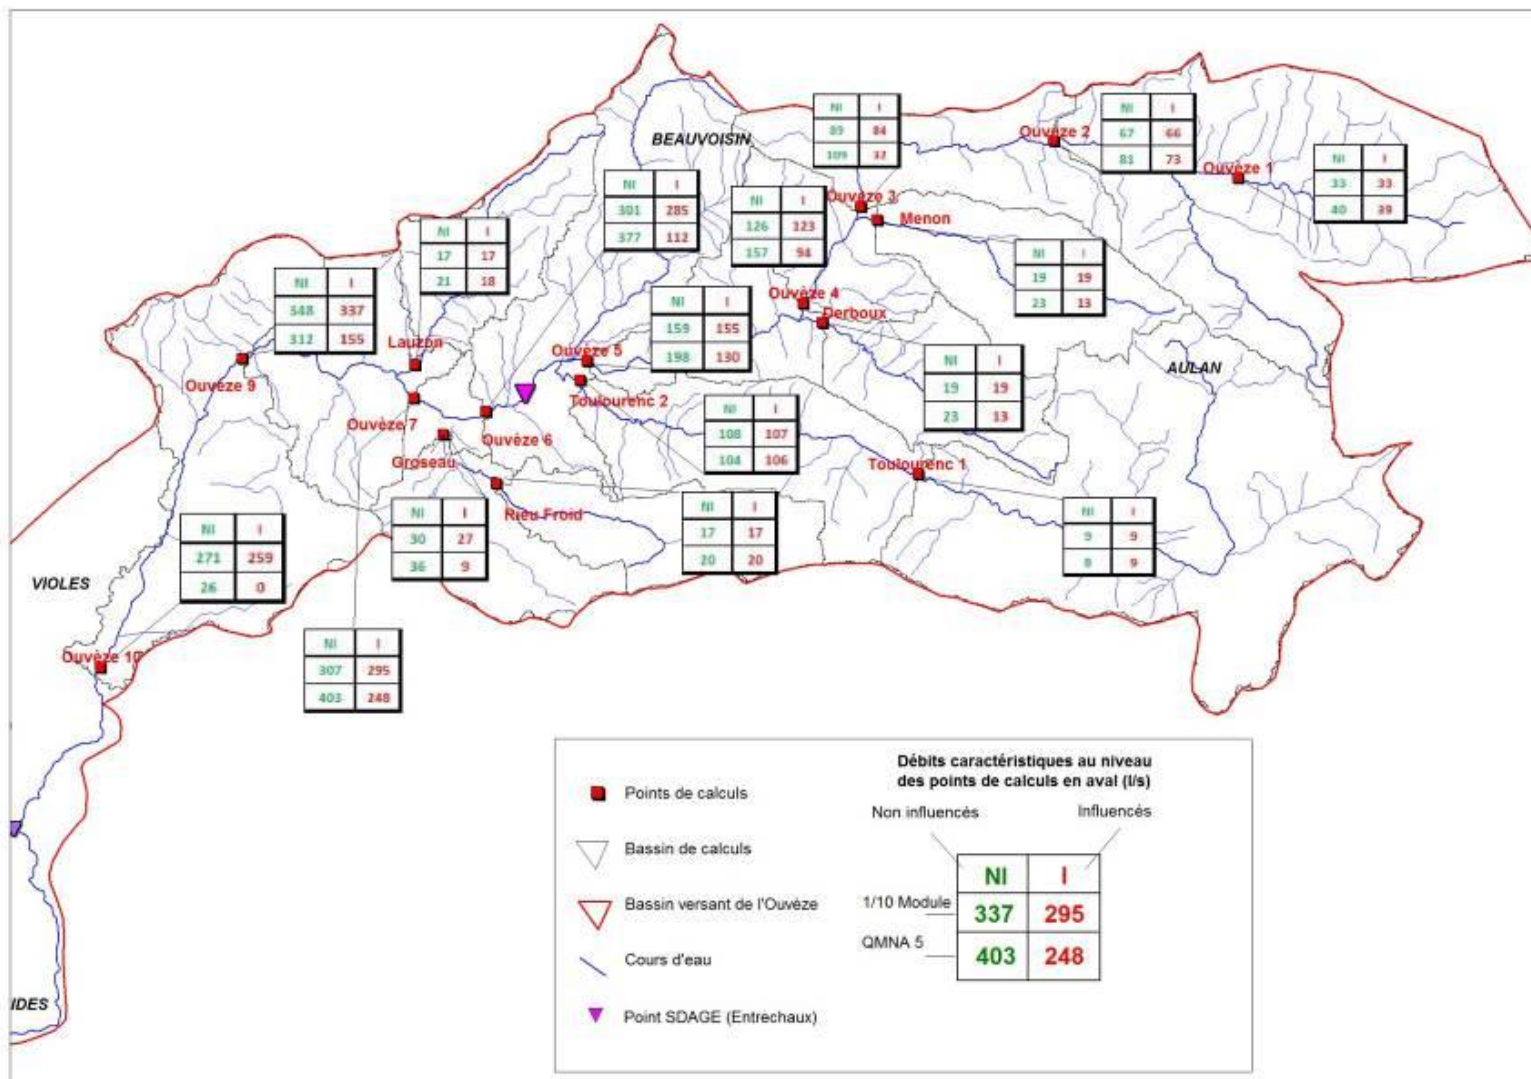 BEAUVOISIN
NI I
89 84
109 32
Ouvèze 2
NI I
67 66
81 73
Ouvèze 1
NI I
33 33
40 39
NI I
301 285
377 112
NI I
126 123
157 94
Ouvèze 3
Menon
NI I
17 17
21 18
NI I
19 19
23 13
NI I
348 337
312 155
NI I
159 155
198 130
Ouvèze 4
Derboux
Lauzon
Ouvèze 5
NI I
19 19
23 13
AULAN
Ouvèze 9
Toulourenc 2
Ouvèze 7
Ouvèze 6
NI I
108 107
104 106
Groseau
Toulourenc 1
NI I
30 27
36 9
Rieu Froid
NI I
17 17
20 20
NI I
9 9
8 9
NI I
271 259
26 0
VIOLES
Ouvèze 10
NI I
307 295
403 248
Débits caractéristiques au niveau
des points de calculs en aval (l/s)
Points de calculs
Non influencés Influencés
Bassin de calculs
NI I
Bassin versant de l'Ouvèze
1/10 Module 337 295
QMNA 5 403 248
Cours d'eau
Point SDAGE (Entrechaux)
IDES